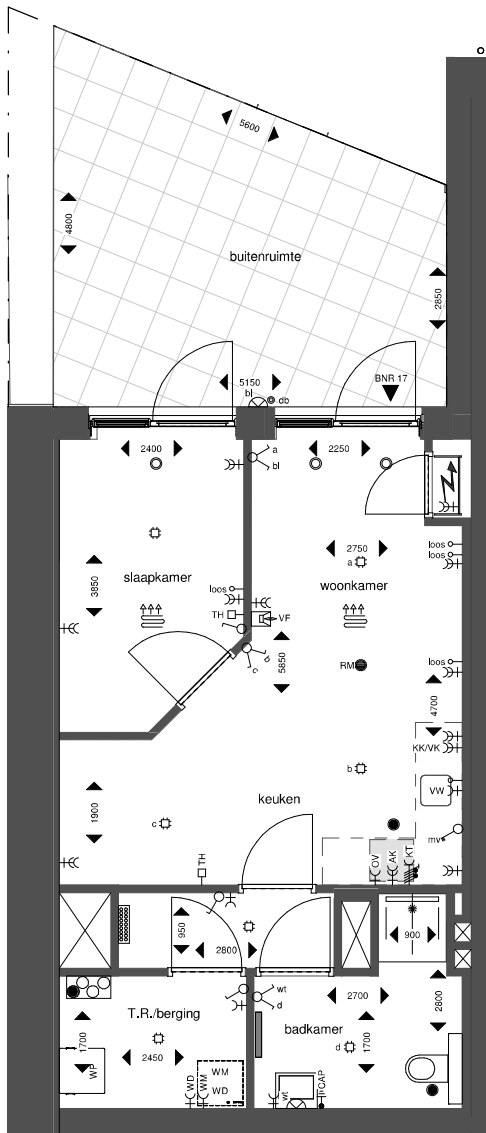 5600
4800
buitenruimte
2850
5150
bl
db
BNR 17
2400
a
bl
2250
2750
a
loos
loos
slaapkamer
woonkamer
3850
loos
TH
VF
b
c
5850
RM
loos
4700
KK/VK
b
VW
1900
keuken
c
mv
TH
OV
AK
KT
950
2800
900
T.R./berging
wt
d
2700
badkamer
2800
1700
WP
2450
WM
WD
WD
WM
1700
d
wt
CAP